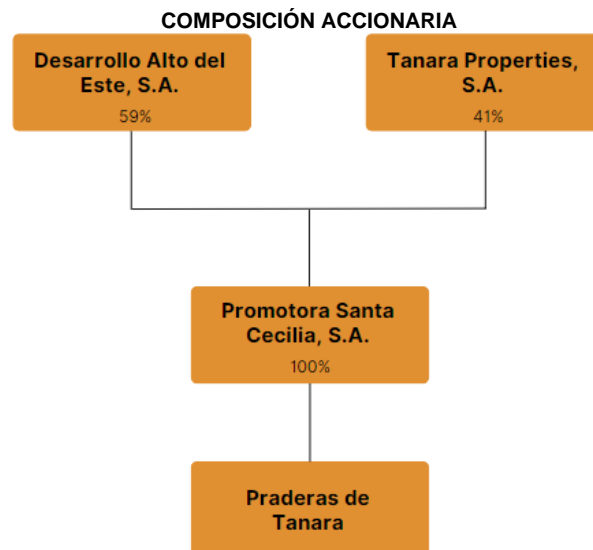 COMPOSICIÓN ACCIONARIA
Desarrollo Alto del
Este, S.A.
59%
Tanara Properties,
S.A.
41%
Promotora Santa
Cecilia, S.A.
100%
Praderas de
Tanara